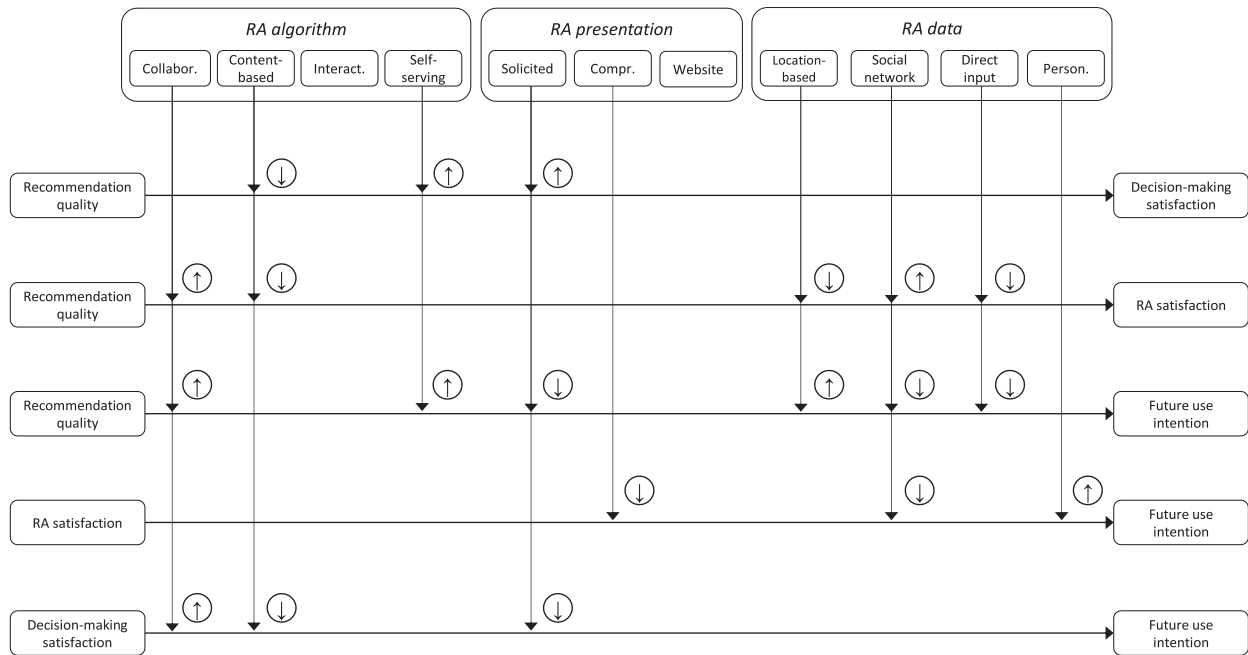 RA algorithm
RA presentation
RA data
Collabor.
Content-
based
Interact.
Self-
serving
Solicited
Compr.
Website
Location-
based
Social
network
Direct
input
Person.
Recommendation
quality
Decision-making
satisfaction
Recommendation
quality
RA satisfaction
Recommendation
quality
Future use
intention
RA satisfaction
Future use
intention
Decision-making
satisfaction
Future use
intention